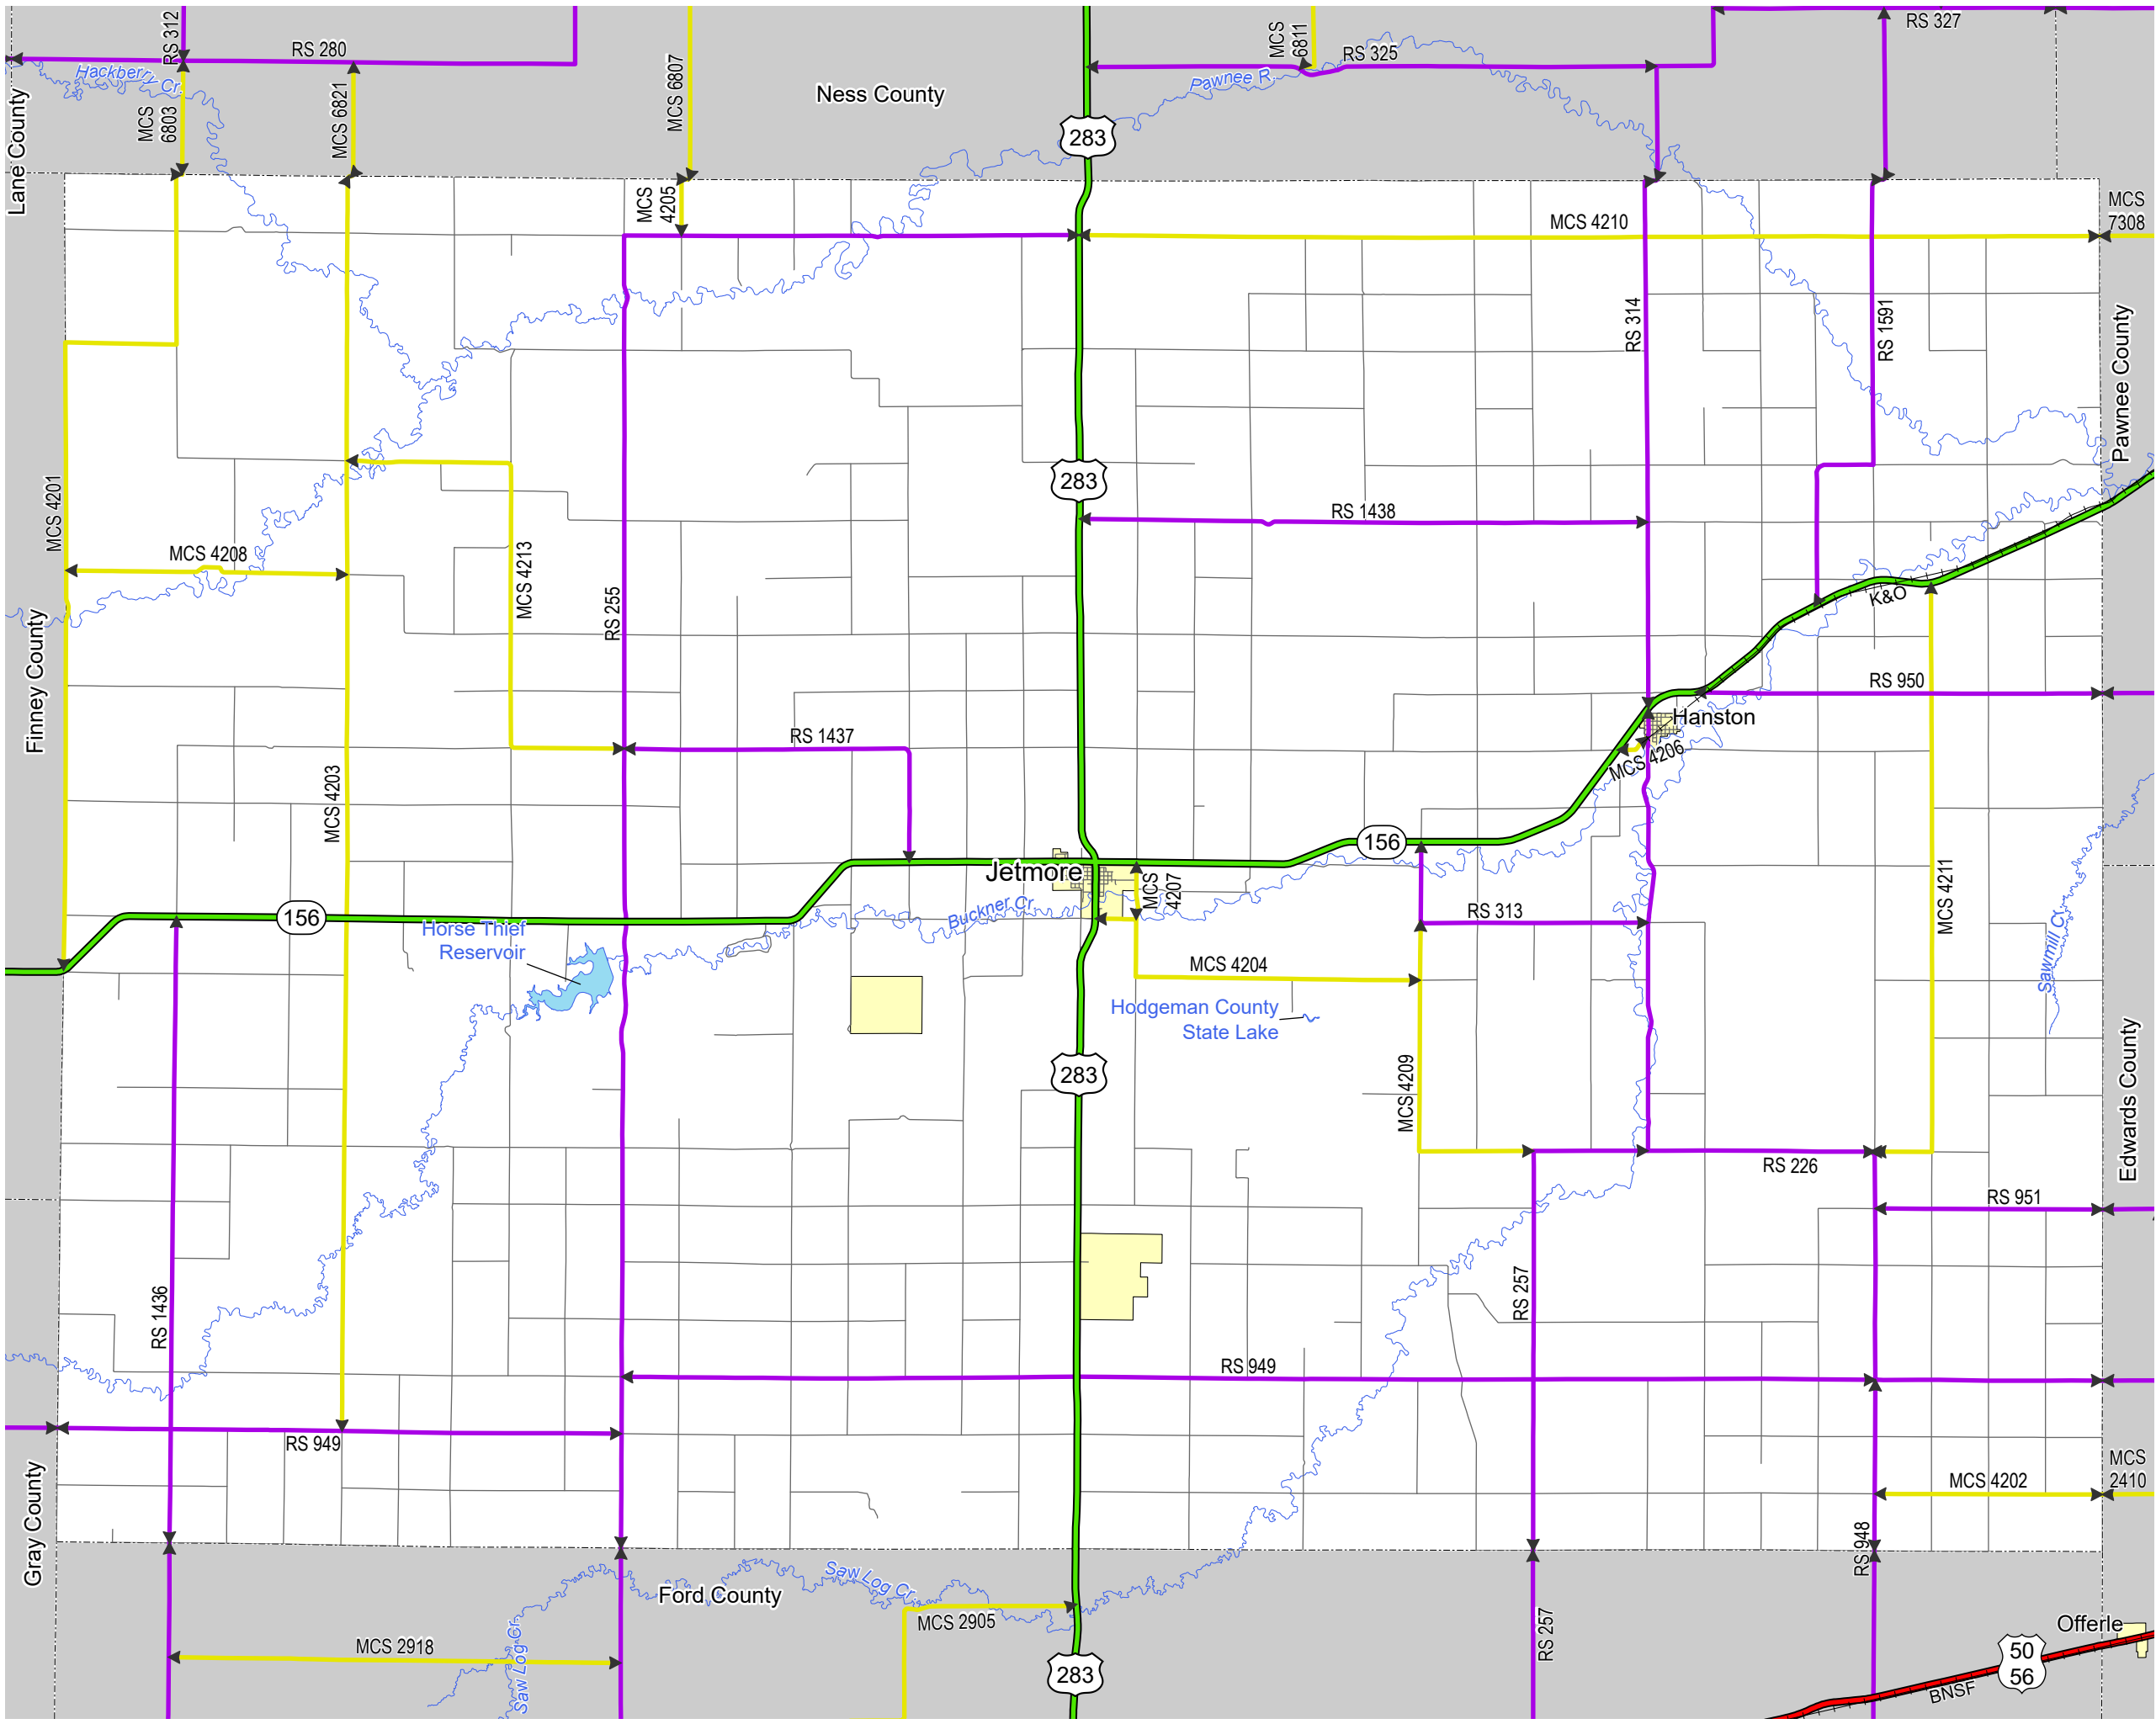 RS 312
RS 280
Hackberry Cr.
MCS
6803
MCS 6821
MCS 6807
Ness County
283
MCS
6811
RS 325
Pawnee R.
RS 327
Lane County
MCS
4205
MCS 4210
MCS
7308
RS 314
RS 1591
Pawnee County
283
MCS 4201
MCS 4208
MCS 4213
RS 255
RS 1438
K&O
Finney County
RS 950
Hanston
MCS 4206
RS 1437
MCS 4203
156
Jetmore
MCS
4207
Buckner Cr
156
Horse Thief
Reservoir
RS 313
MCS 4211
Sawmill Cr.
MCS 4204
Hodgeman County
State Lake
283
MCS 4209
Edwards County
RS 226
RS 951
RS 1436
RS 257
RS 949
RS 949
MCS 4202
MCS
2410
Gray County
RS 948
Ford County
Saw Log Cr.
MCS 2905
MCS 2918
Saw Log Cr.
283
RS 257
Offerle
50
56
BNSF